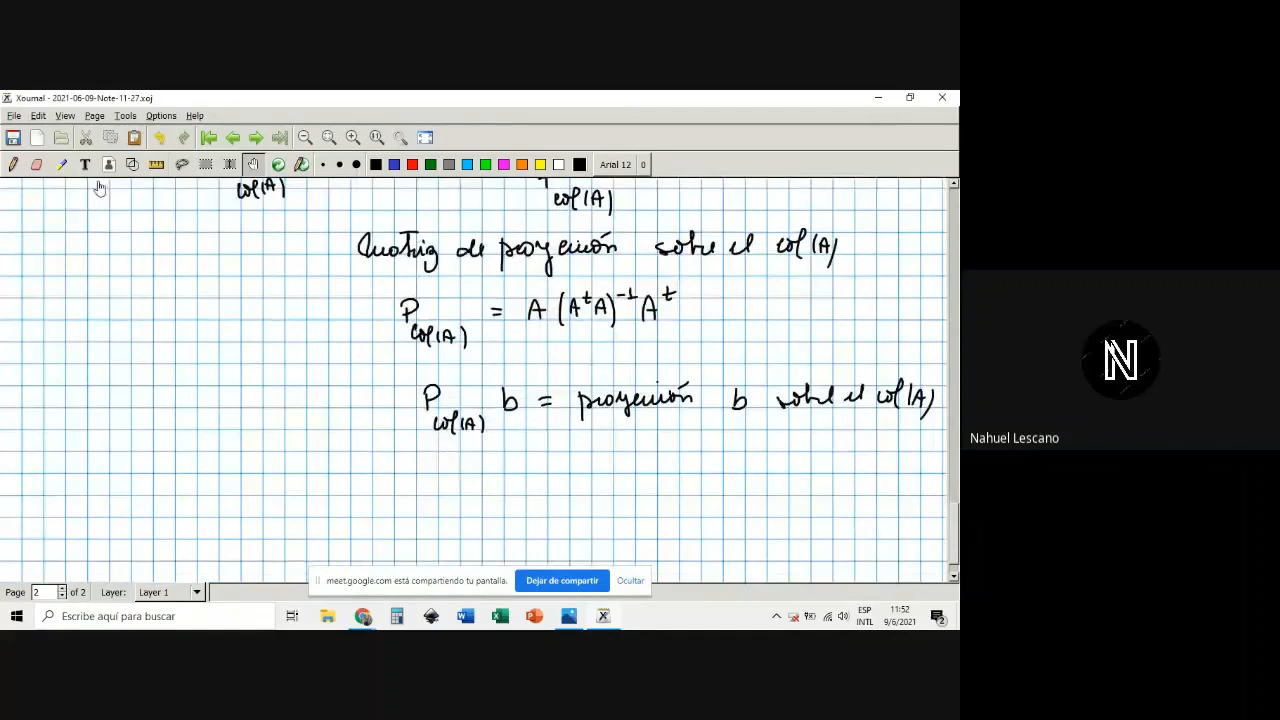 Xournal - 2021-06-09-Note-11-27.xoj
File Edit View Page Tools Options Help
Arial 12 0
col(A) col(A)
Matriz de proyección sobre el col(A)
P col(A) = A (AᵗA)⁻¹Aᵗ
P col(A) b = proyección b sobre el col(A)
Nahuel Lescano
meet.google.com está compartiendo tu pantalla. Dejar de compartir Ocultar
Page 2 of 2 Layer: Layer 1
Escribe aquí para buscar
ESP 11:52
INTL 9/6/2021 2